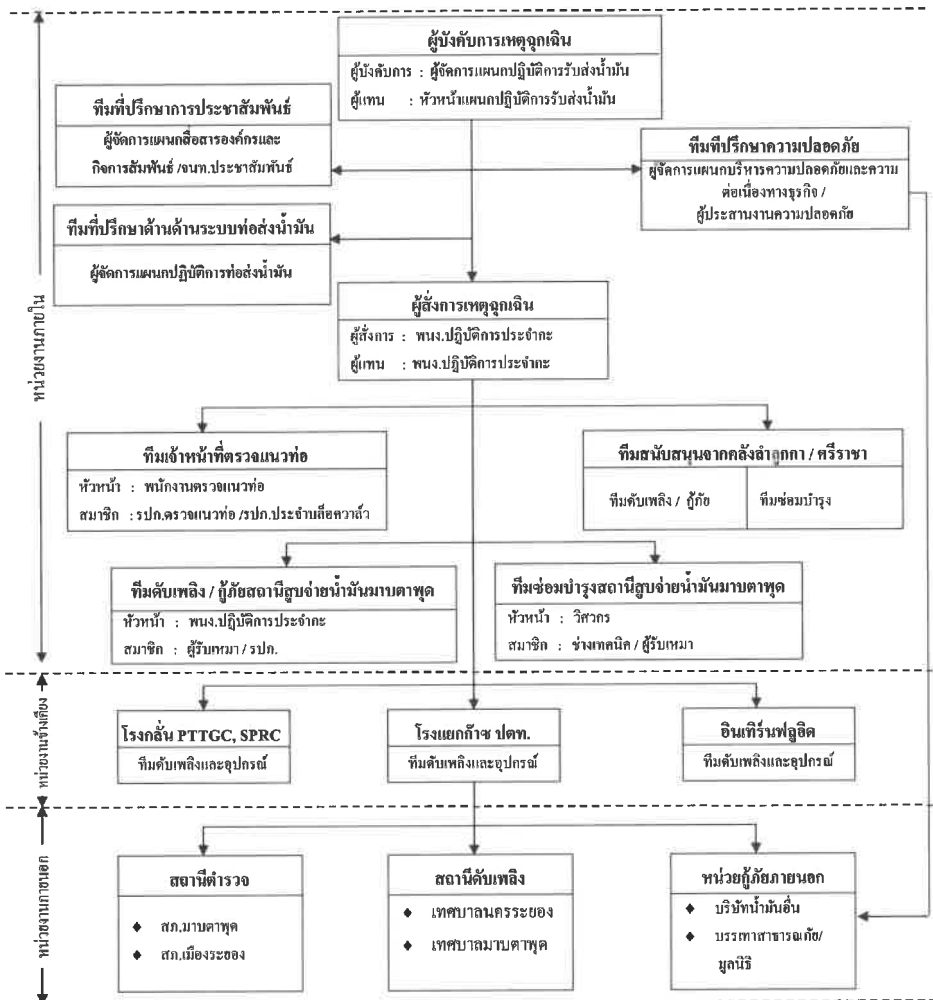 ผู้บังคับการเหตุฉุกเฉิน
ผู้บังคับการ : ผู้จัดการแผนกปฏิบัติการรับส่งน้ำมัน
ผู้แทน : หัวหน้าแผนกปฏิบัติการรับส่งน้ำมัน
ทีมที่ปรึกษาการประชาสัมพันธ์
ผู้จัดการแผนกสื่อสารองค์กรและ
กิจการสัมพันธ์ /จนท.ประชาสัมพันธ์
ทีมที่ปรึกษาความปลอดภัย
ผู้จัดการแผนกบริหารความปลอดภัยและความ
ต่อเนื่องทางธุรกิจ /
ผู้ประสานงานความปลอดภัย
ทีมที่ปรึกษาด้านด้านระบบท่อส่งน้ำมัน
ผู้จัดการแผนกปฏิบัติการท่อส่งน้ำมัน
ผู้สั่งการเหตุฉุกเฉิน
ผู้สั่งการ : พนง.ปฏิบัติการประจำกะ
ผู้แทน : พนง.ปฏิบัติการประจำกะ
หน่วยงานภายใน
ทีมเจ้าหน้าที่ตรวจแนวท่อ
หัวหน้า : พนักงานตรวจแนวท่อ
สมาชิก : รปภ.ตรวจแนวท่อ /รปภ.ประจำบล็อควาล์ว
ทีมสนับสนุนจากคลังลำลูกกา / ศรีราชา
ทีมดับเพลิง / กู้ภัย
ทีมซ่อมบำรุง
ทีมดับเพลิง / กู้ภัยสถานีสูบจ่ายน้ำมันมาบตาพุด
หัวหน้า : พนง.ปฏิบัติการประจำกะ
สมาชิก : ผู้รับเหมา / รปภ.
ทีมซ่อมบำรุงสถานีสูบจ่ายน้ำมันมาบตาพุด
หัวหน้า : วิศวกร
สมาชิก : ช่างเทคนิค / ผู้รับเหมา
หน่วยงานข้างเคียง
โรงกลั่น PTTGC, SPRC
ทีมดับเพลิงและอุปกรณ์
โรงแยกก๊าซ ปตท.
ทีมดับเพลิงและอุปกรณ์
อินเทิร์นฟลูอิด
ทีมดับเพลิงและอุปกรณ์
หน่วยงานภายนอก
สถานีตำรวจ
♦ สภ.มาบตาพุด
♦ สภ.เมืองระยอง
สถานีดับเพลิง
♦ เทศบาลนครระยอง
♦ เทศบาลมาบตาพุด
หน่วยกู้ภัยภายนอก
♦ บริษัทน้ำมันอื่น
♦ บรรเทาสาธารณภัย/
มูลนิธิ